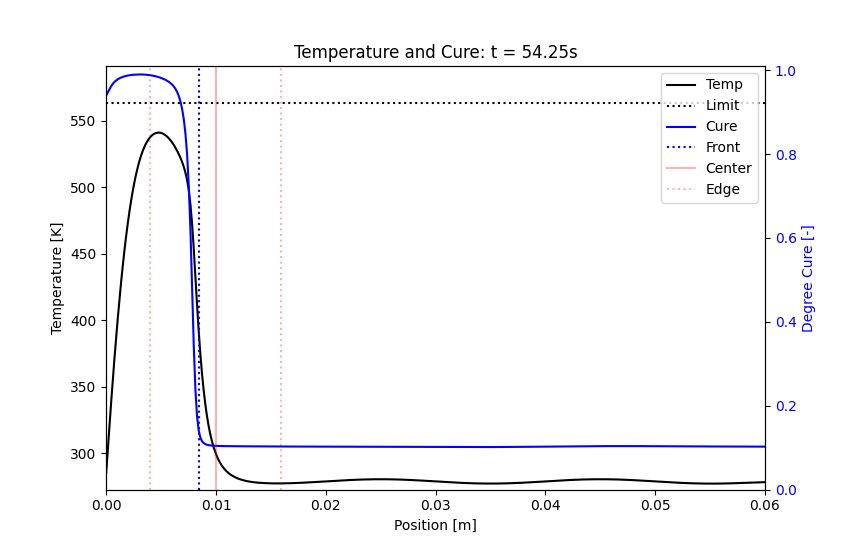 Temperature and Cure: t = 54.25s
Temp
Limit
Cure
Front
Center
Edge
Temperature [K]
550
500
450
400
350
300
Degree Cure [-]
1.0
0.8
0.6
0.4
0.2
0.0
0.00 0.01 0.02 0.03 0.04 0.05 0.06
Position [m]